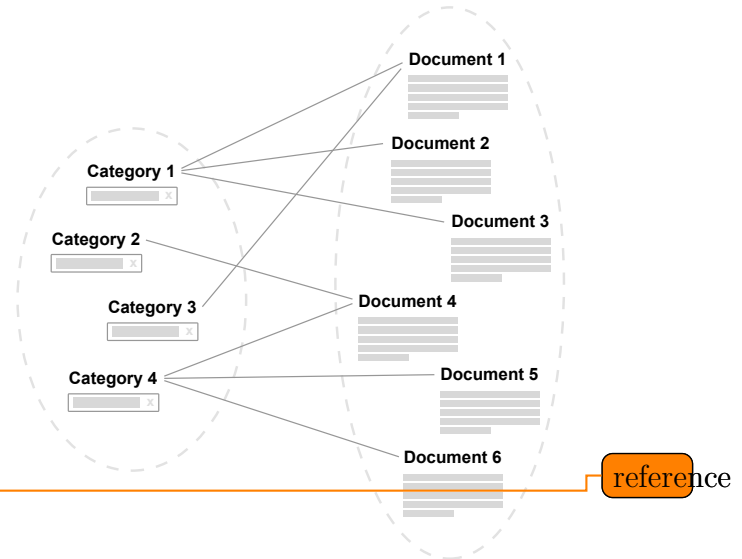 Document 1
Document 2
Category 1
x
Document 3
Category 2
x
Document 4
Category 3
x
Category 4
x
Document 5
Document 6
reference